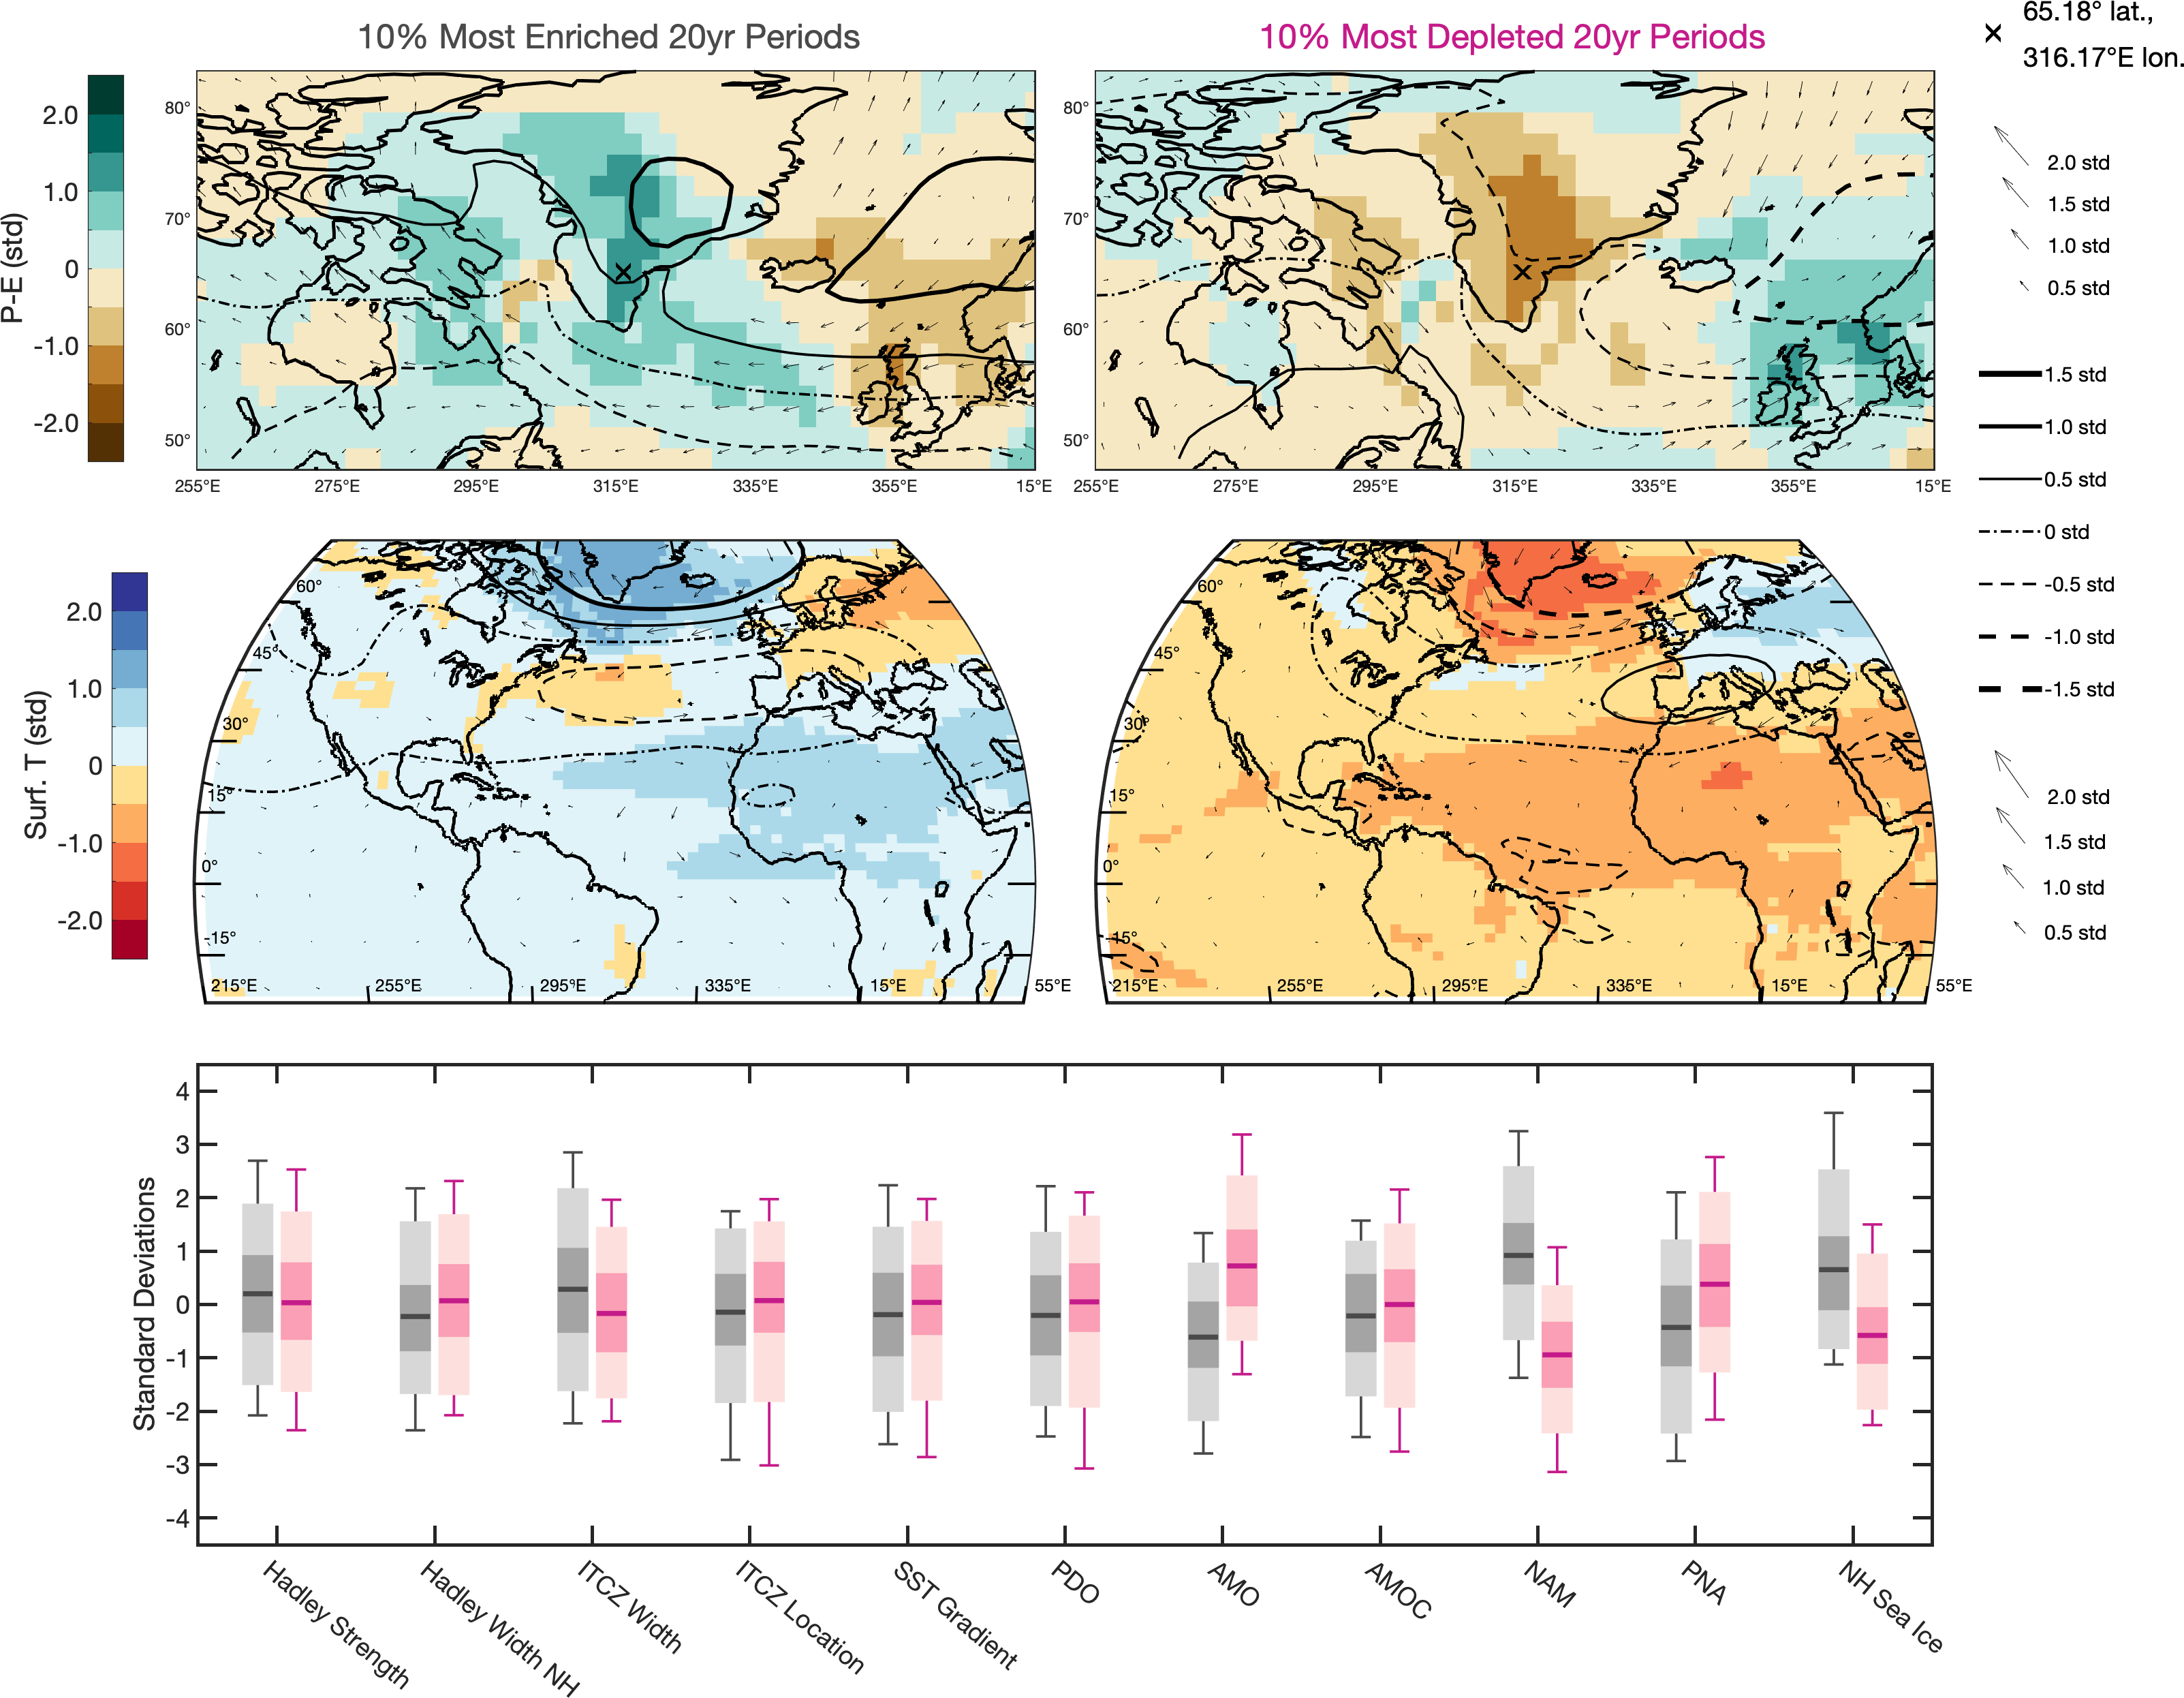 10% Most Enriched 20yr Periods
10% Most Depleted 20yr Periods
× 65.18° lat.,
316.17°E lon.
P-E (std)
2.0
1.0
0
-1.0
-2.0
80°
70°
60°
50°
255°E 275°E 295°E 315°E 335°E 355°E 15°E
80°
70°
60°
50°
255°E 275°E 295°E 315°E 335°E 355°E 15°E
2.0 std
1.5 std
1.0 std
0.5 std
1.5 std
1.0 std
0.5 std
0 std
-0.5 std
-1.0 std
-1.5 std
Surf. T (std)
2.0
1.0
0
-1.0
-2.0
60°
45°
30°
15°
0°
-15°
215°E 255°E 295°E 335°E 15°E 55°E
60°
45°
30°
15°
0°
-15°
215°E 255°E 295°E 335°E 15°E 55°E
2.0 std
1.5 std
1.0 std
0.5 std
Standard Deviations
4
3
2
1
0
-1
-2
-3
-4
Hadley Strength
Hadley Width NH
ITCZ Width
ITCZ Location
SST Gradient
PDO
AMO
AMOC
NAM
PNA
NH Sea Ice